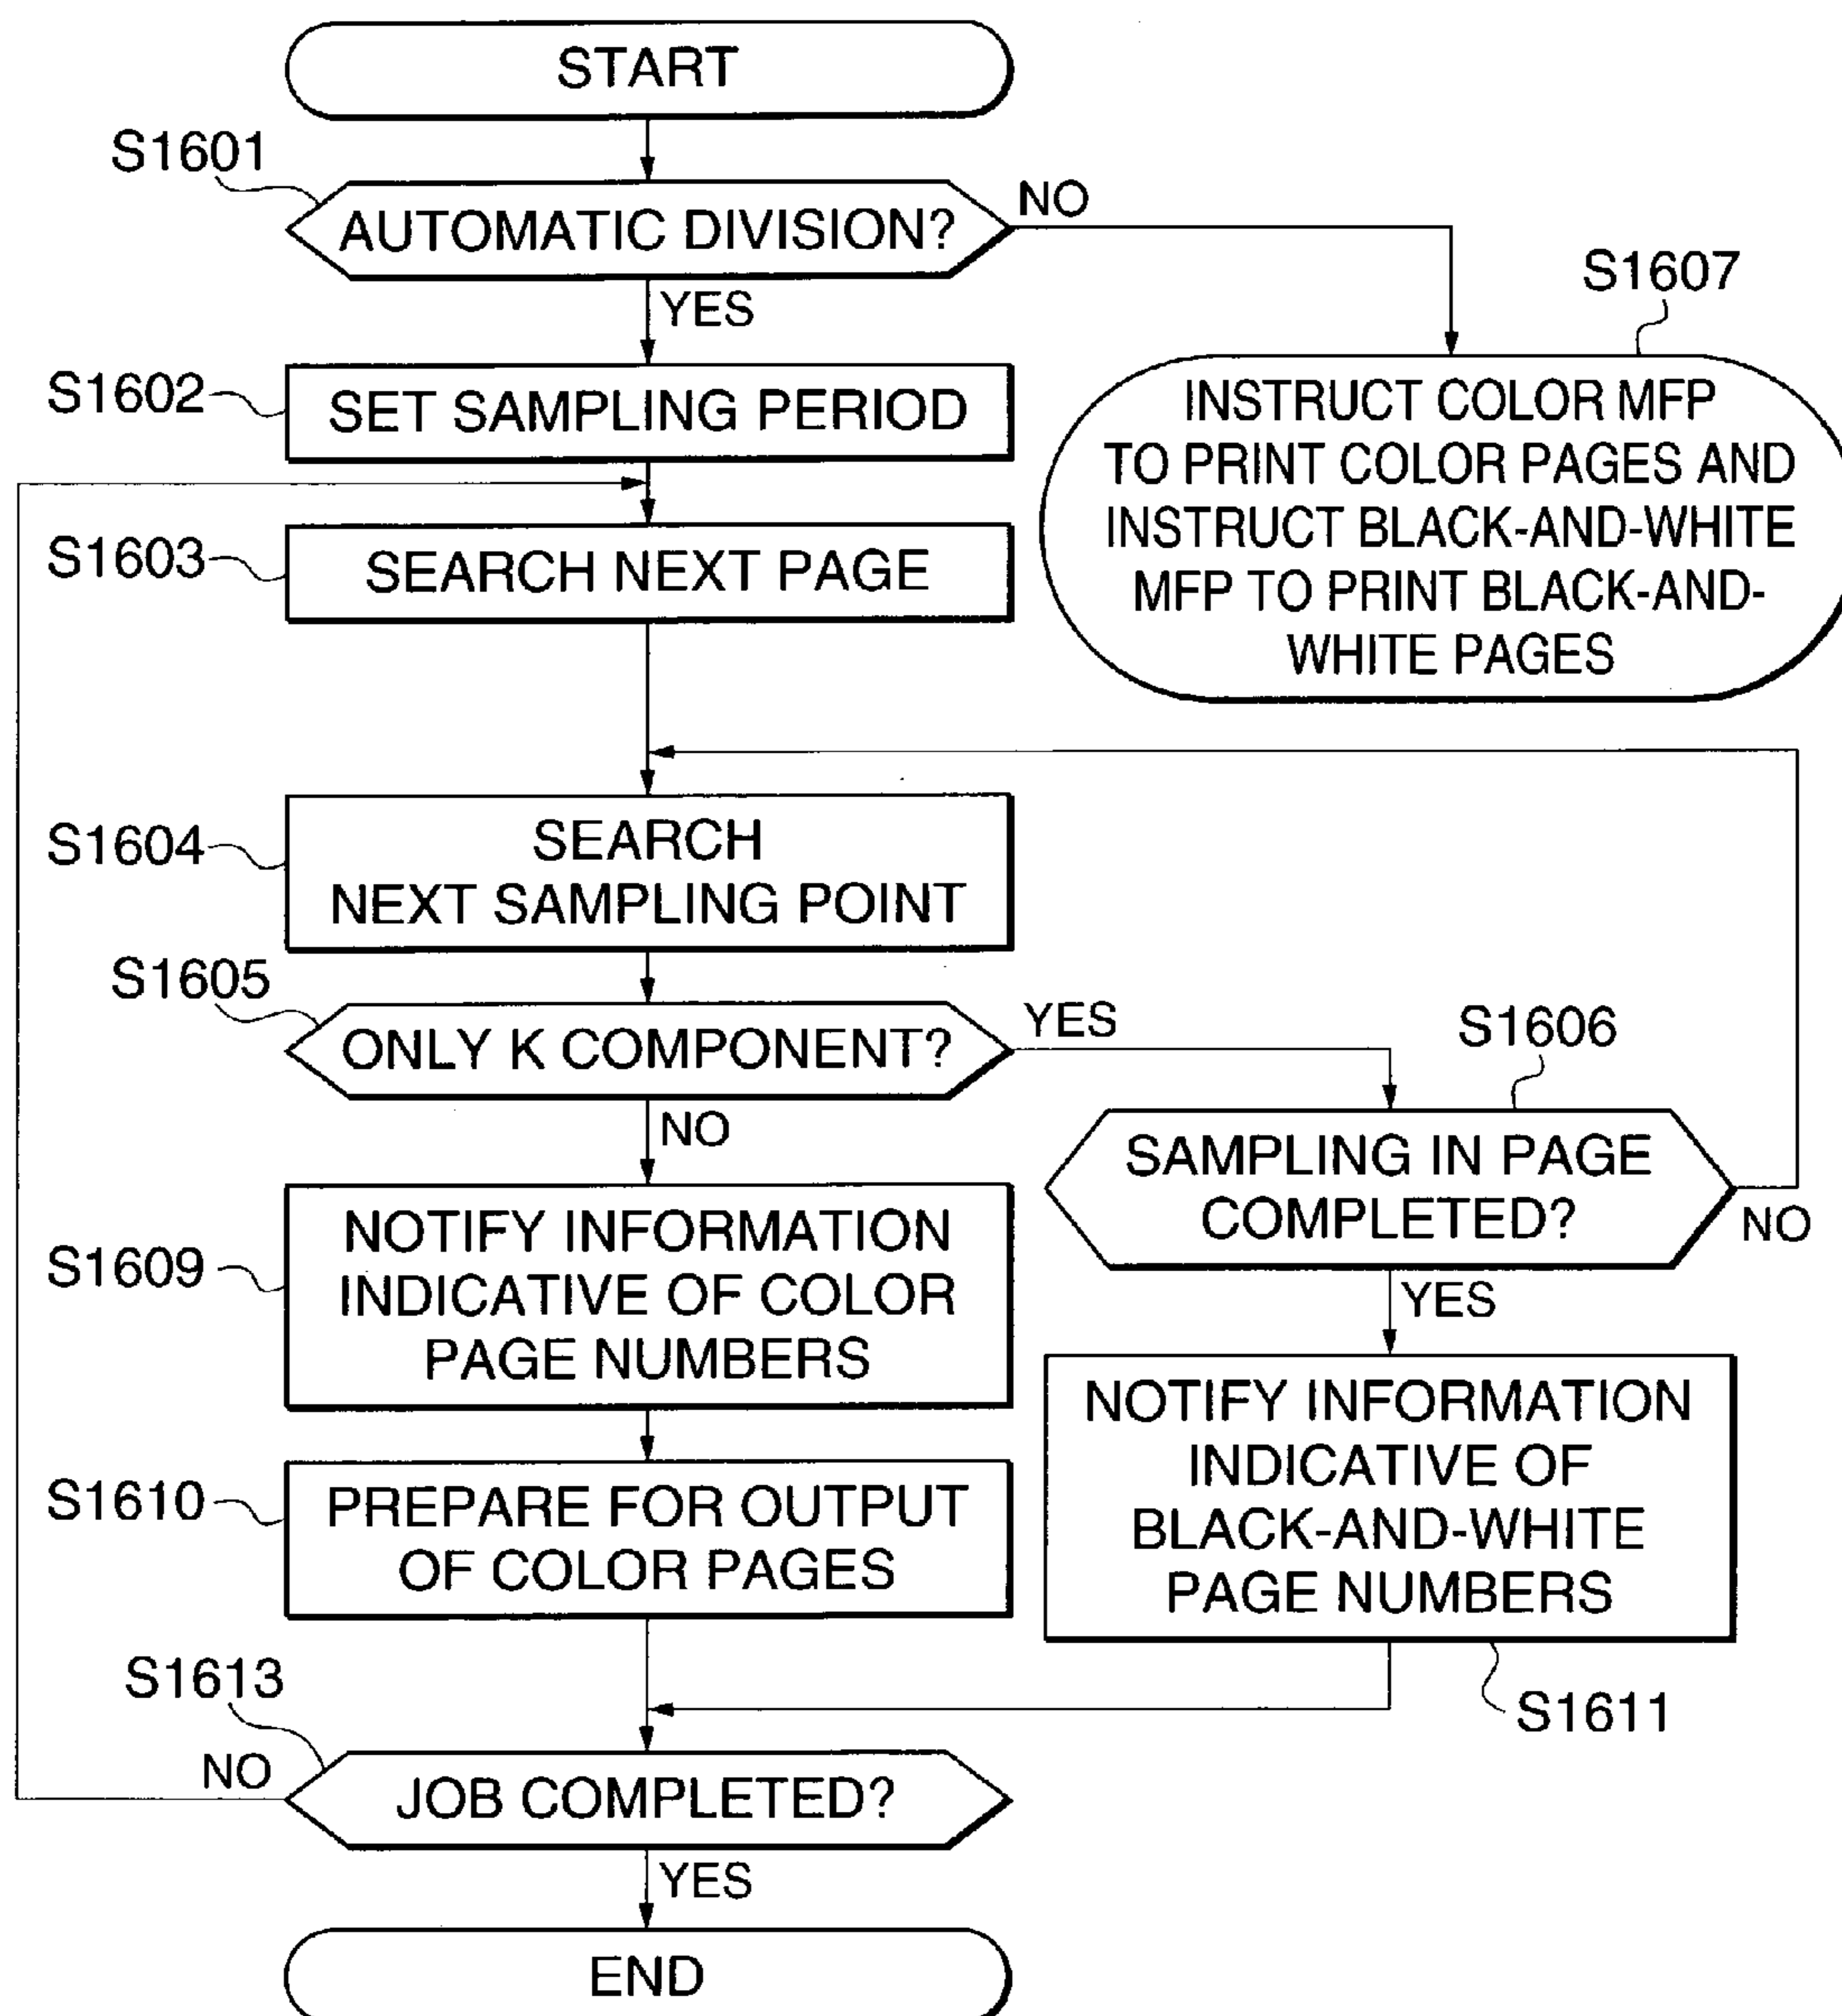 START
S1601
AUTOMATIC DIVISION?
NO
YES
S1607
INSTRUCT COLOR MFP
TO PRINT COLOR PAGES AND
INSTRUCT BLACK-AND-WHITE
MFP TO PRINT BLACK-AND-
WHITE PAGES
S1602
SET SAMPLING PERIOD
S1603
SEARCH NEXT PAGE
S1604
SEARCH
NEXT SAMPLING POINT
S1605
ONLY K COMPONENT?
YES
NO
S1606
SAMPLING IN PAGE
COMPLETED?
NO
YES
S1609
NOTIFY INFORMATION
INDICATIVE OF COLOR
PAGE NUMBERS
S1610
PREPARE FOR OUTPUT
OF COLOR PAGES
NOTIFY INFORMATION
INDICATIVE OF
BLACK-AND-WHITE
PAGE NUMBERS
S1611
S1613
NO
JOB COMPLETED?
YES
END